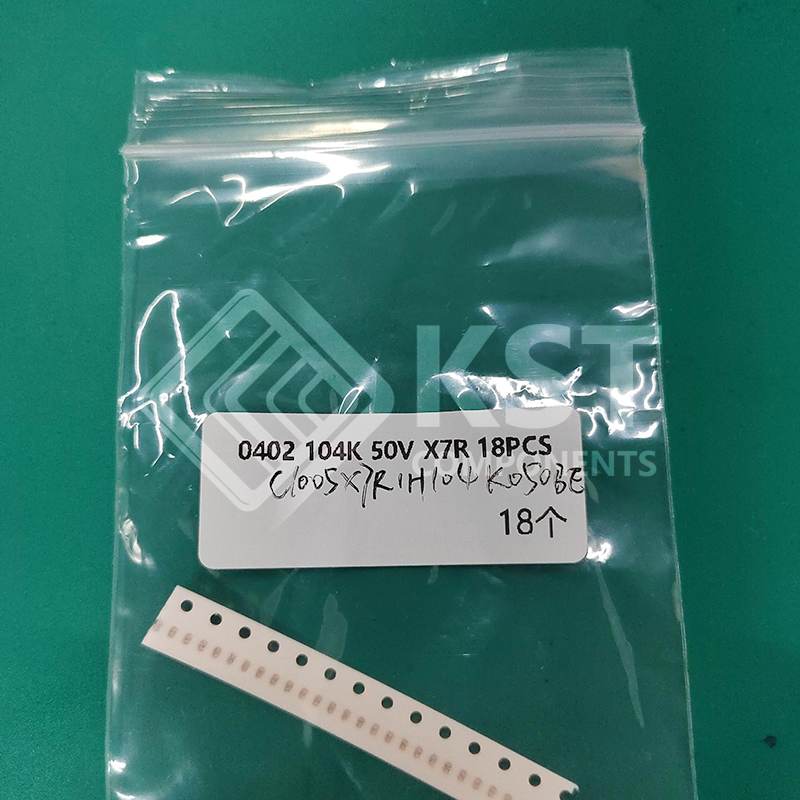 KST
COMPONENTS
0402 104K 50V X7R 18PCS
C1005X7R1H104K050BE
18个